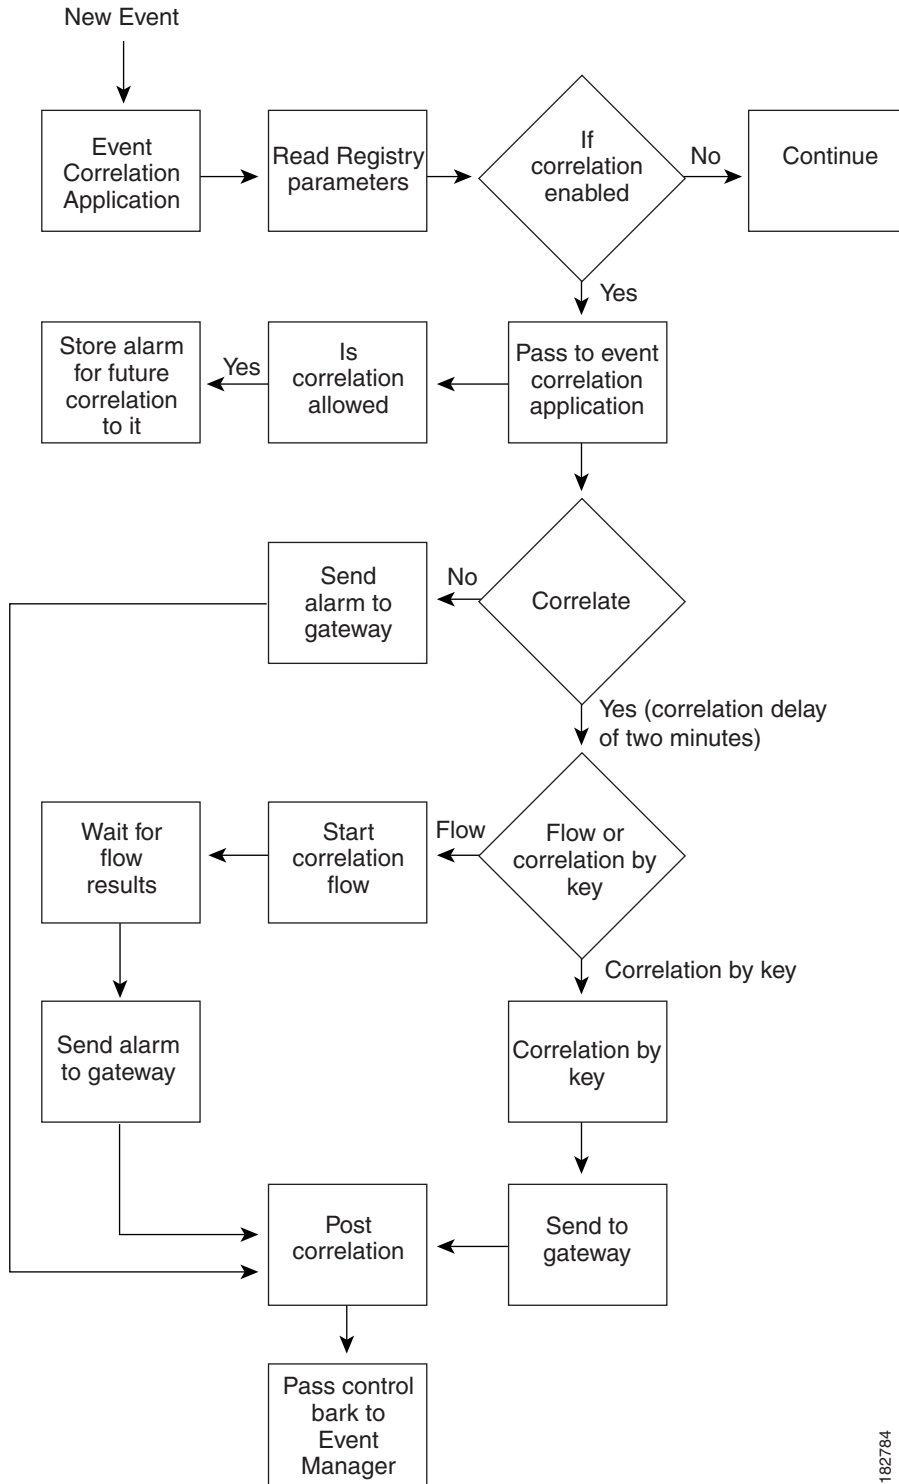 New Event
Event
Correlation
Application
Read Registry
parameters
If
correlation
enabled
No
Continue
Yes
Store alarm
for future
correlation
to it
Yes
Is
correlation
allowed
Pass to event
correlation
application
Send
alarm to
gateway
No
Correlate
Yes (correlation delay
of two minutes)
Wait for
flow
results
Start
correlation
flow
Flow
Flow or
correlation by
key
Correlation by key
Send alarm
to gateway
Correlation by
key
Post
correlation
Send to
gateway
Pass control
bark to
Event
Manager
182784